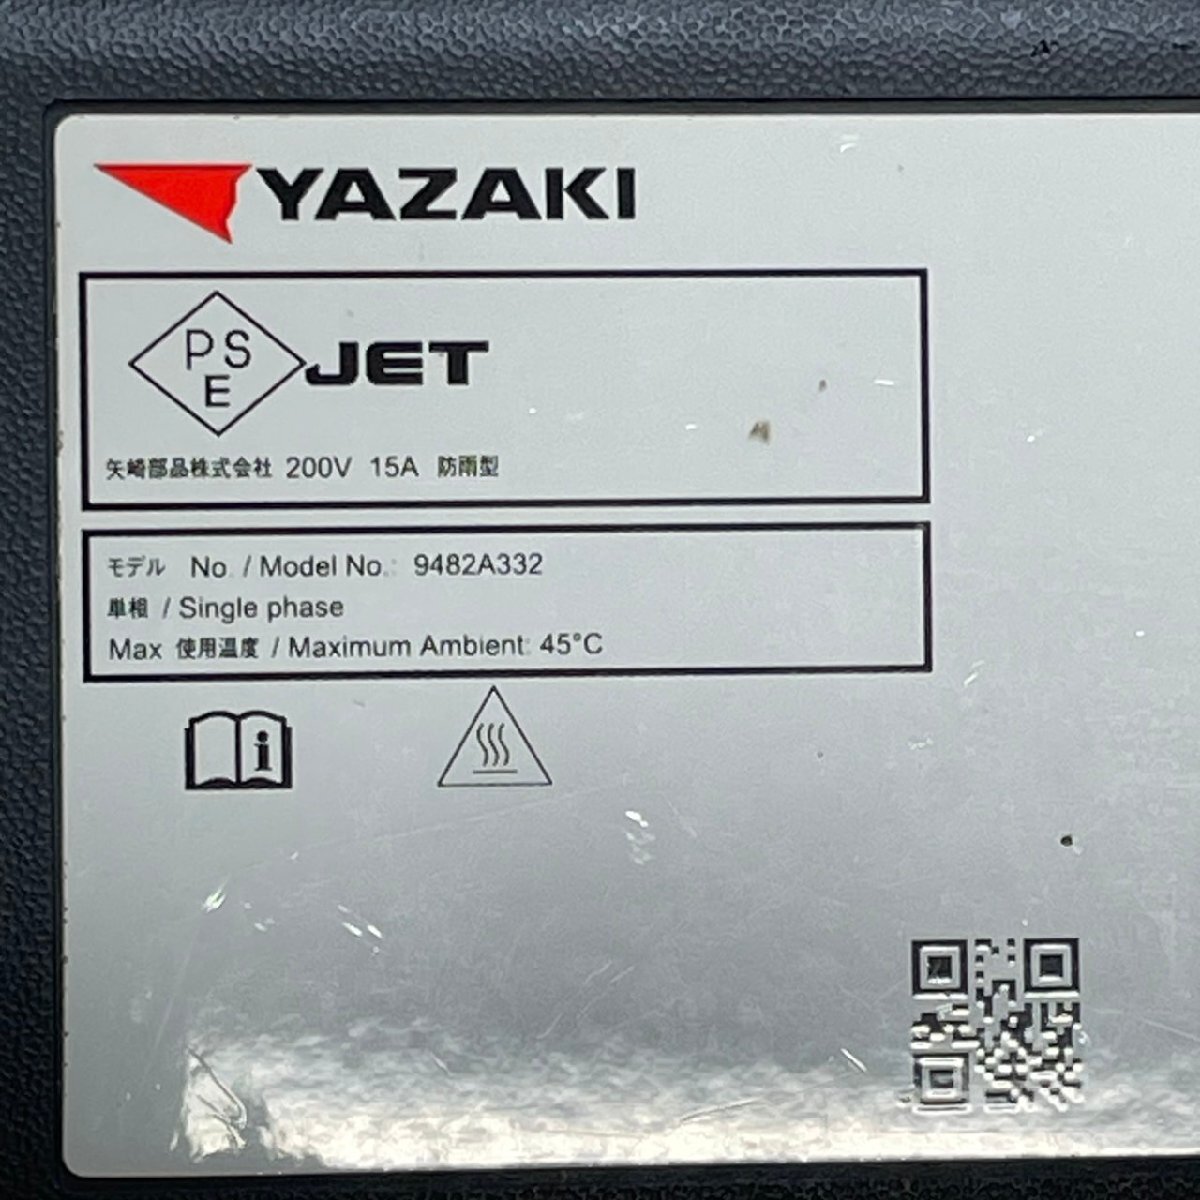 YAZAKI
PS
E
JET
矢崎部品株式会社 200V 15A 防雨型
モデル No. / Model No.: 9482A332
単相 / Single phase
Max 使用温度 / Maximum Ambient: 45°C
i